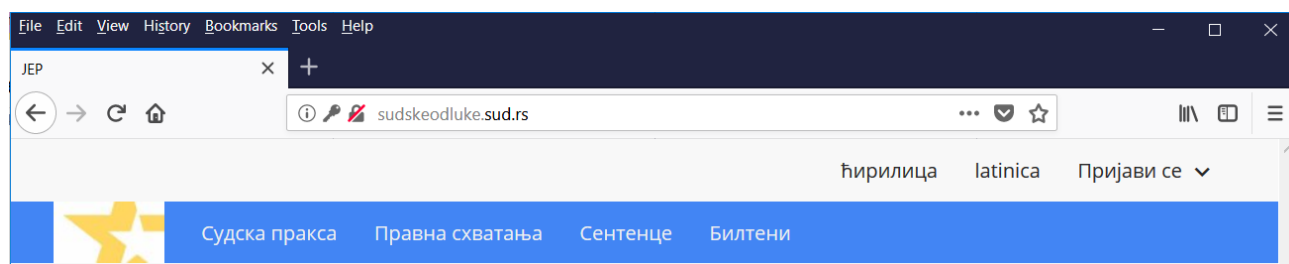 File Edit View History Bookmarks Tools Help
JEP
sudskeodluke.sud.rs
ћирилица latinica Пријави се
Судска пракса Правна схватања Сентенце Билтени